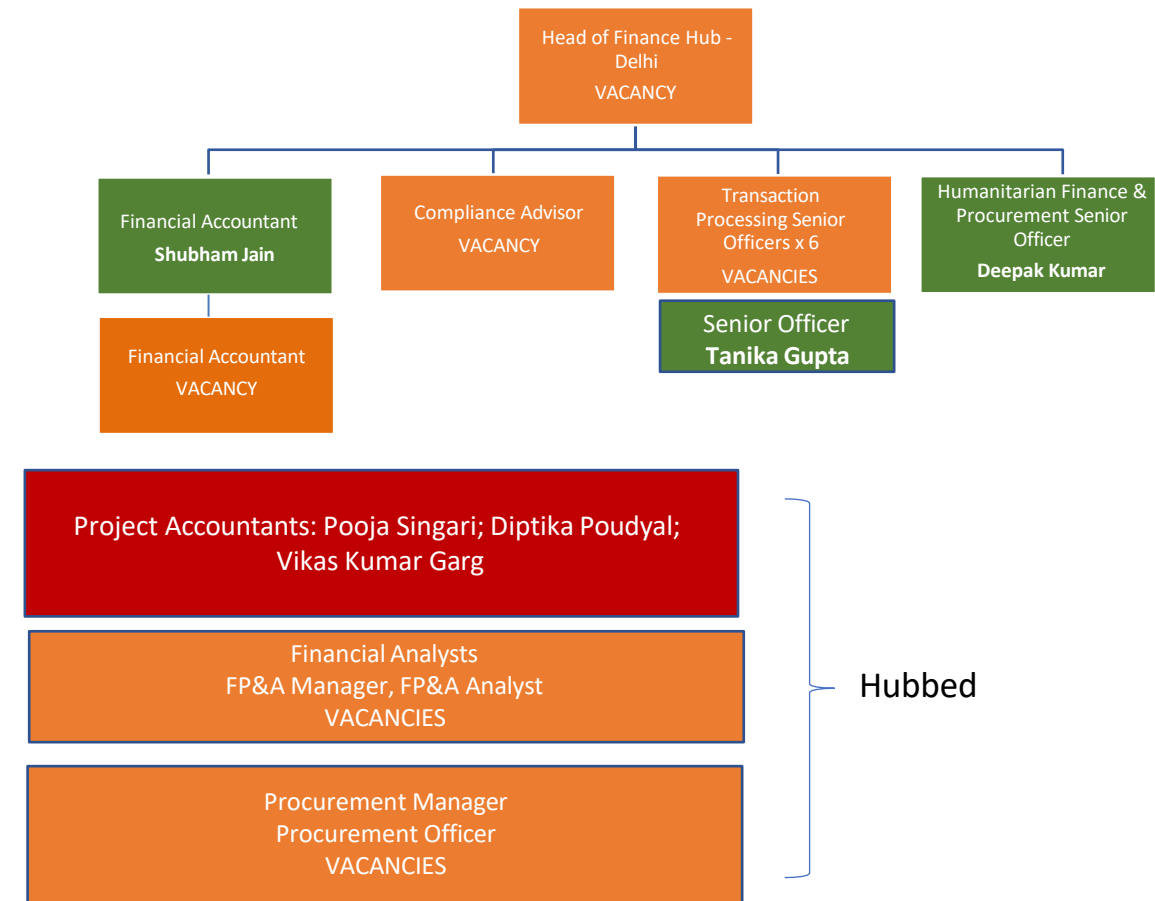 Head of Finance Hub -
Delhi
VACANCY
Financial Accountant
Shubham Jain
Compliance Advisor
VACANCY
Transaction
Processing Senior
Officers x 6
VACANCIES
Humanitarian Finance &
Procurement Senior
Officer
Deepak Kumar
Senior Officer
Tanika Gupta
Financial Accountant
VACANCY
Project Accountants: Pooja Singari; Diptika Poudyal;
Vikas Kumar Garg
Financial Analysts
FP&A Manager, FP&A Analyst
VACANCIES
Hubbed
Procurement Manager
Procurement Officer
VACANCIES